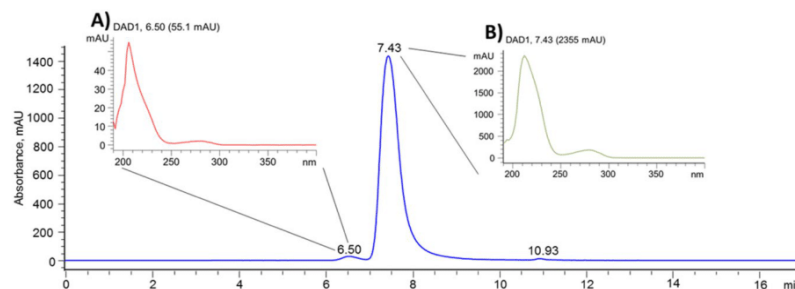 A)
DAD1, 6.50 (55.1 mAU)
mAU
40
30
20
10
0
200 250 300 350 nm
B)
DAD1, 7.43 (2355 mAU)
mAU
2000
1500
1000
500
0
200 250 300 350 nm
Absorbance, mAU
1400
1200
1000
800
600
400
200
0
7.43
6.50
10.93
0 2 4 6 8 10 12 14 16 mi